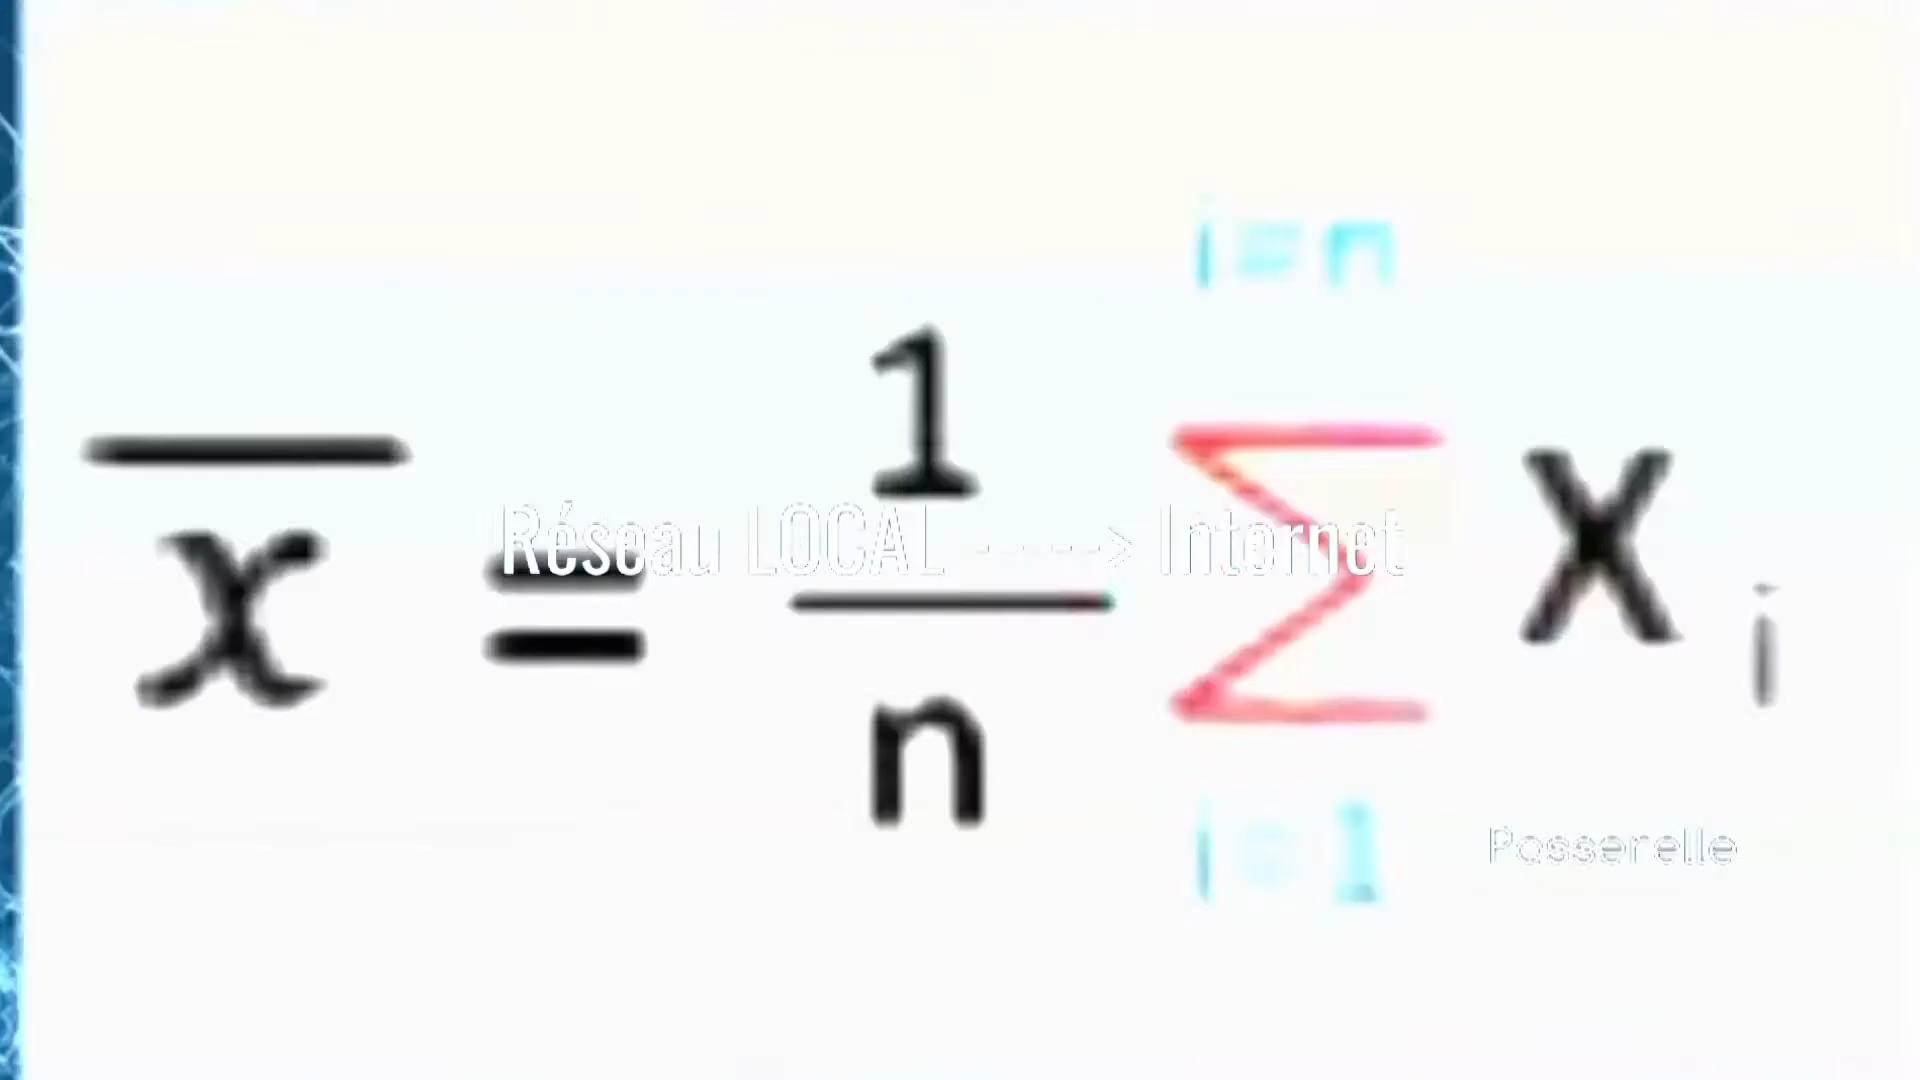 i=n
x̄ = 1/n ∑ X i
Réseau LOCAL ----> Internet
i=1
Passerelle